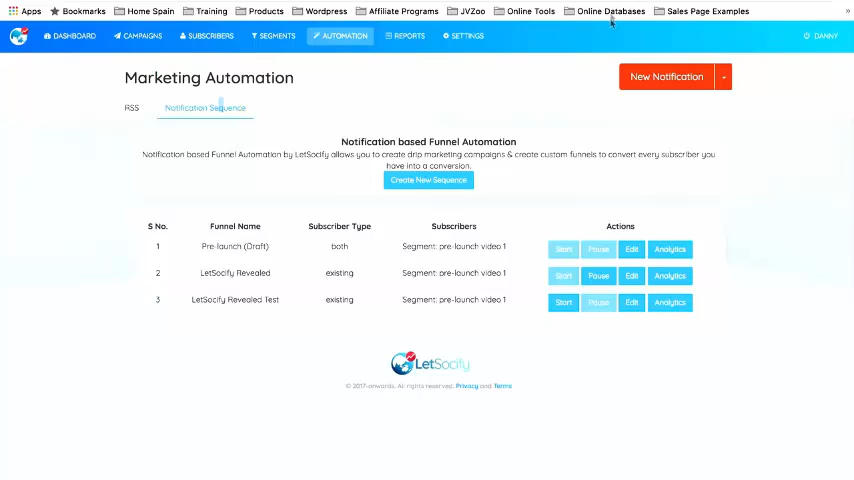 Apps Bookmarks Home Spain Training Products Wordpress Affiliate Programs JVZoo Online Tools Online Databases Sales Page Examples »
DASHBOARD CAMPAIGNS SUBSCRIBERS SEGMENTS AUTOMATION REPORTS SETTINGS DANNY
Marketing Automation
New Notification
RSS Notification Sequence
Notification based Funnel Automation
Notification based Funnel Automation by LetSocify allows you to create drip marketing campaigns & create custom funnels to convert every subscriber you
have into a conversion.
Create New Sequence
S No. Funnel Name Subscriber Type Subscribers Actions
1 Pre-launch (Draft) both Segment: pre-launch video 1 Start Pause Edit Analytics
2 LetSocify Revealed existing Segment: pre-launch video 1 Start Pause Edit Analytics
3 LetSocify Revealed Test existing Segment: pre-launch video 1 Start Pause Edit Analytics
LetSocify
© 2017-onwards. All rights reserved. Privacy and Terms